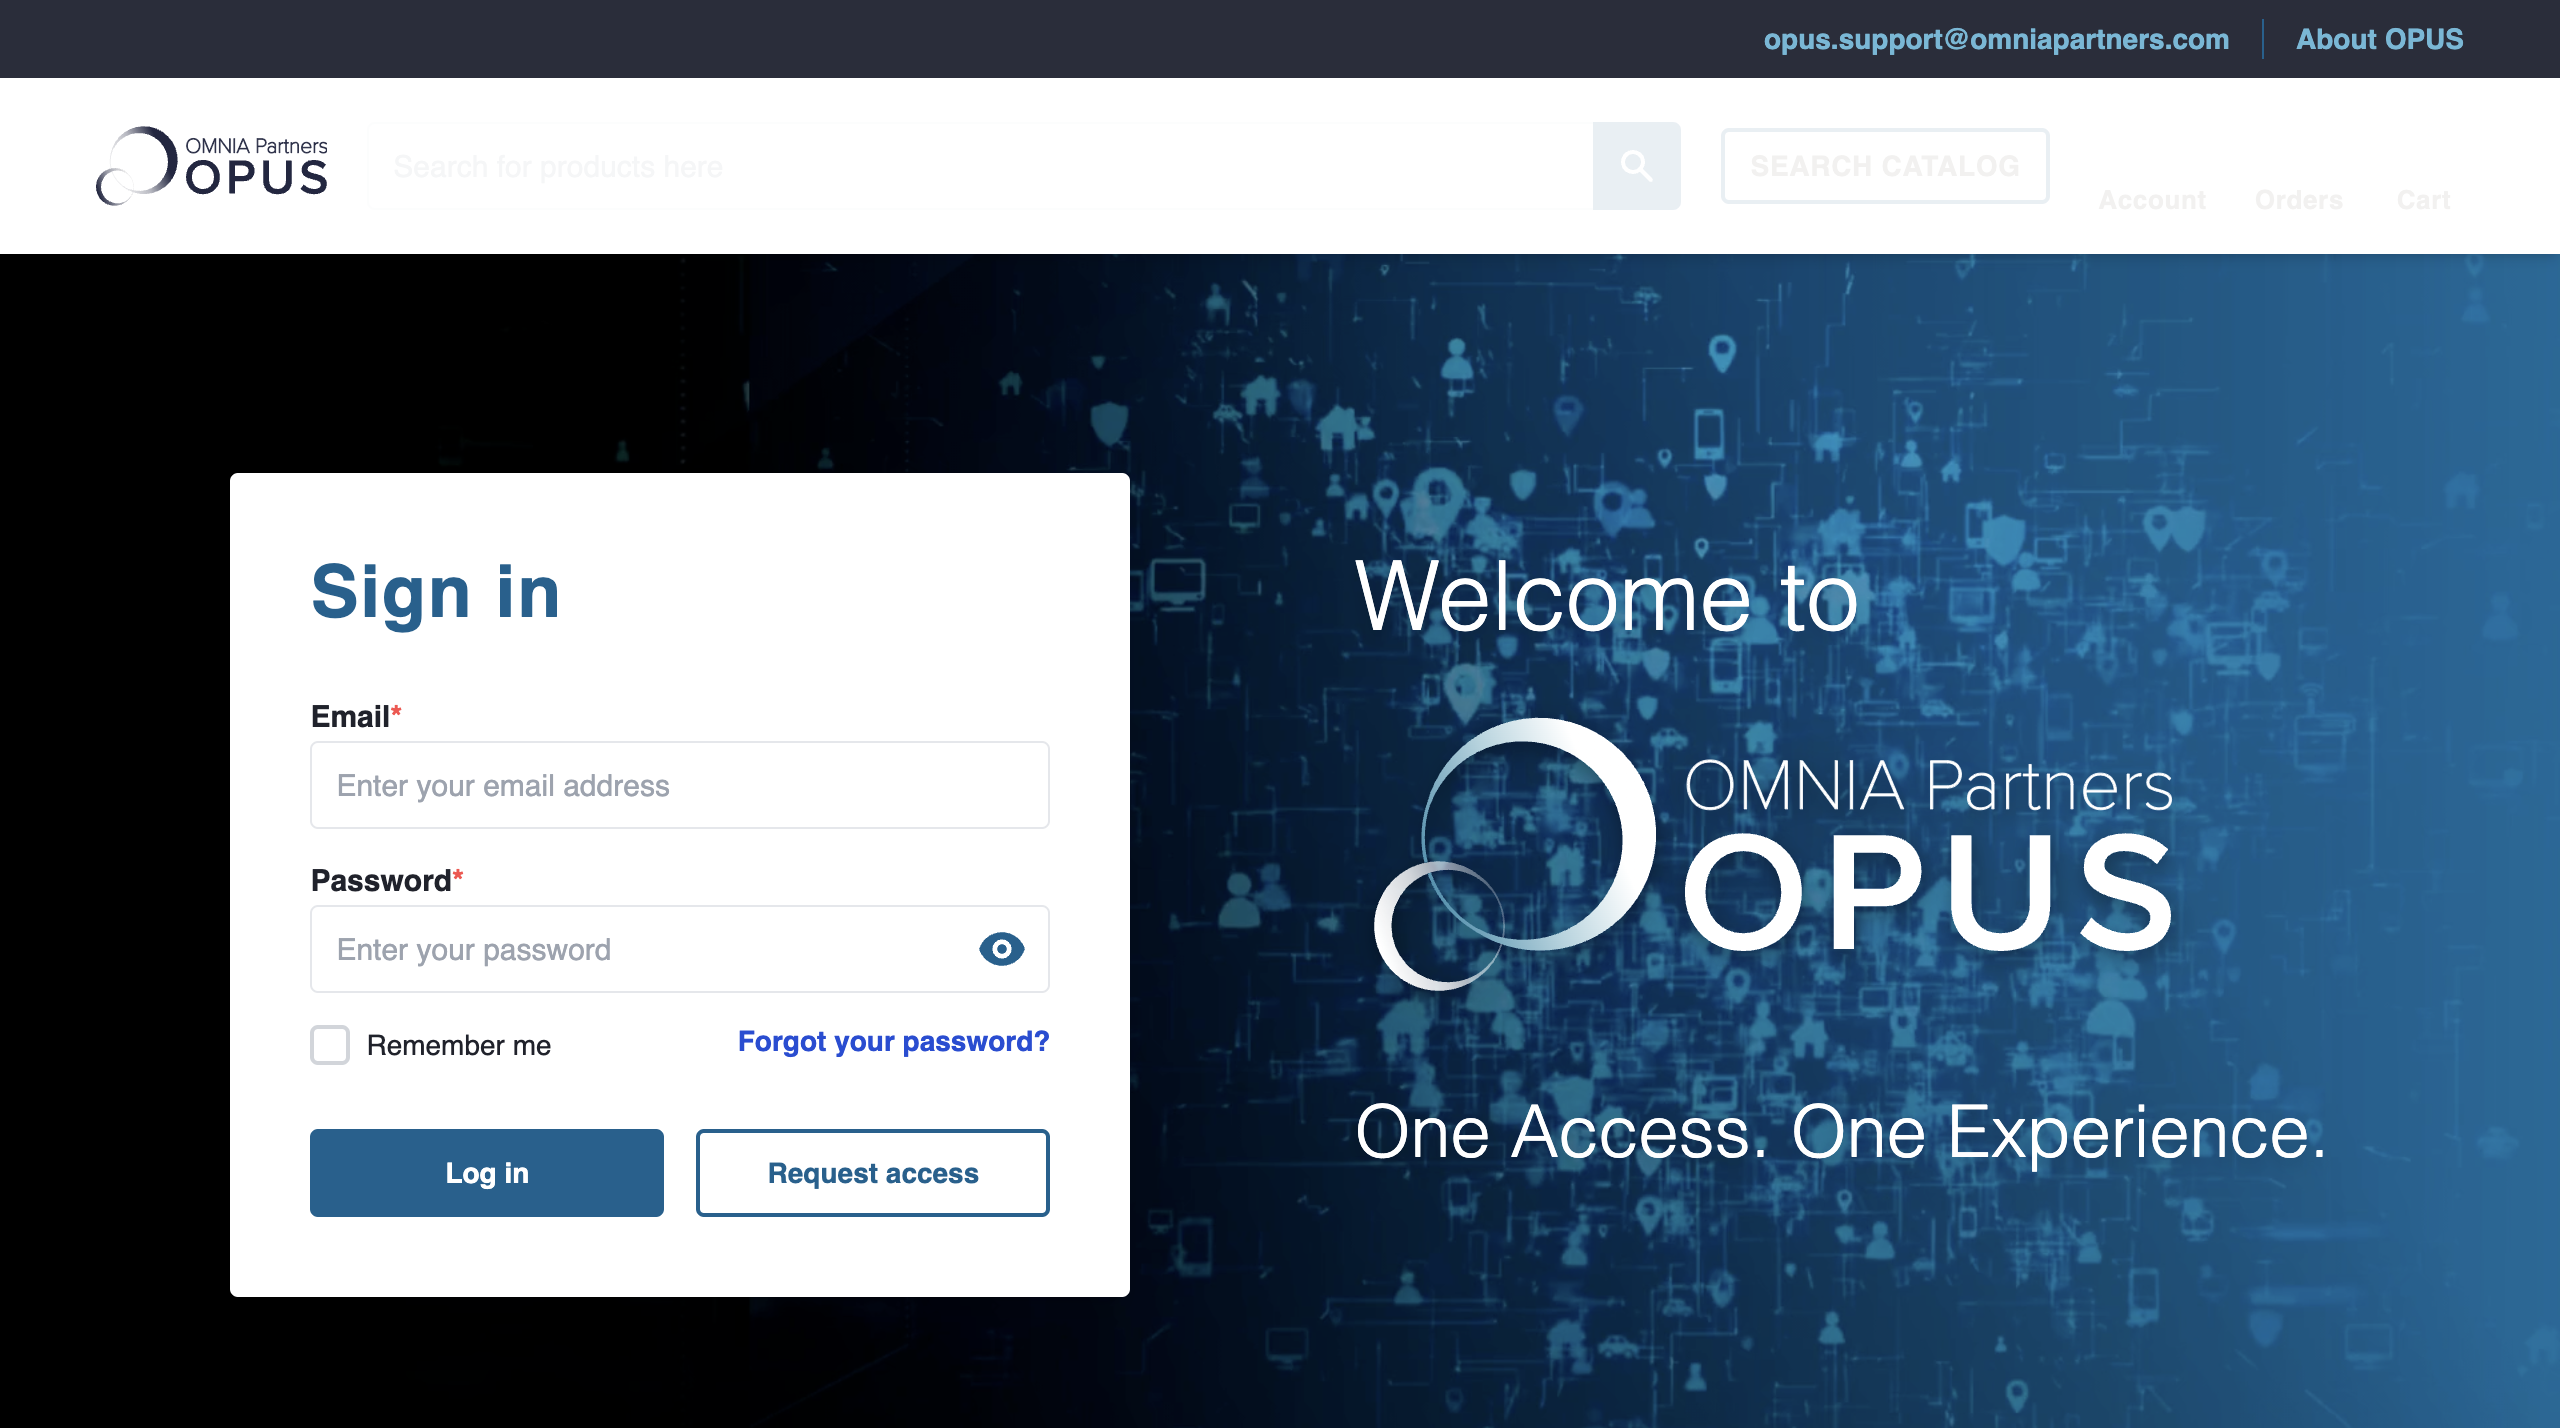 opus.support@omniapartners.com
About OPUS
OMNIA Partners
OPUS
Search for products here
SEARCH CATALOG
Account
Orders
Cart
Sign in
Email*
Enter your email address
Password*
Enter your password
Remember me
Forgot your password?
Log in
Request access
Welcome to
OMNIA Partners
OPUS
One Access. One Experience.